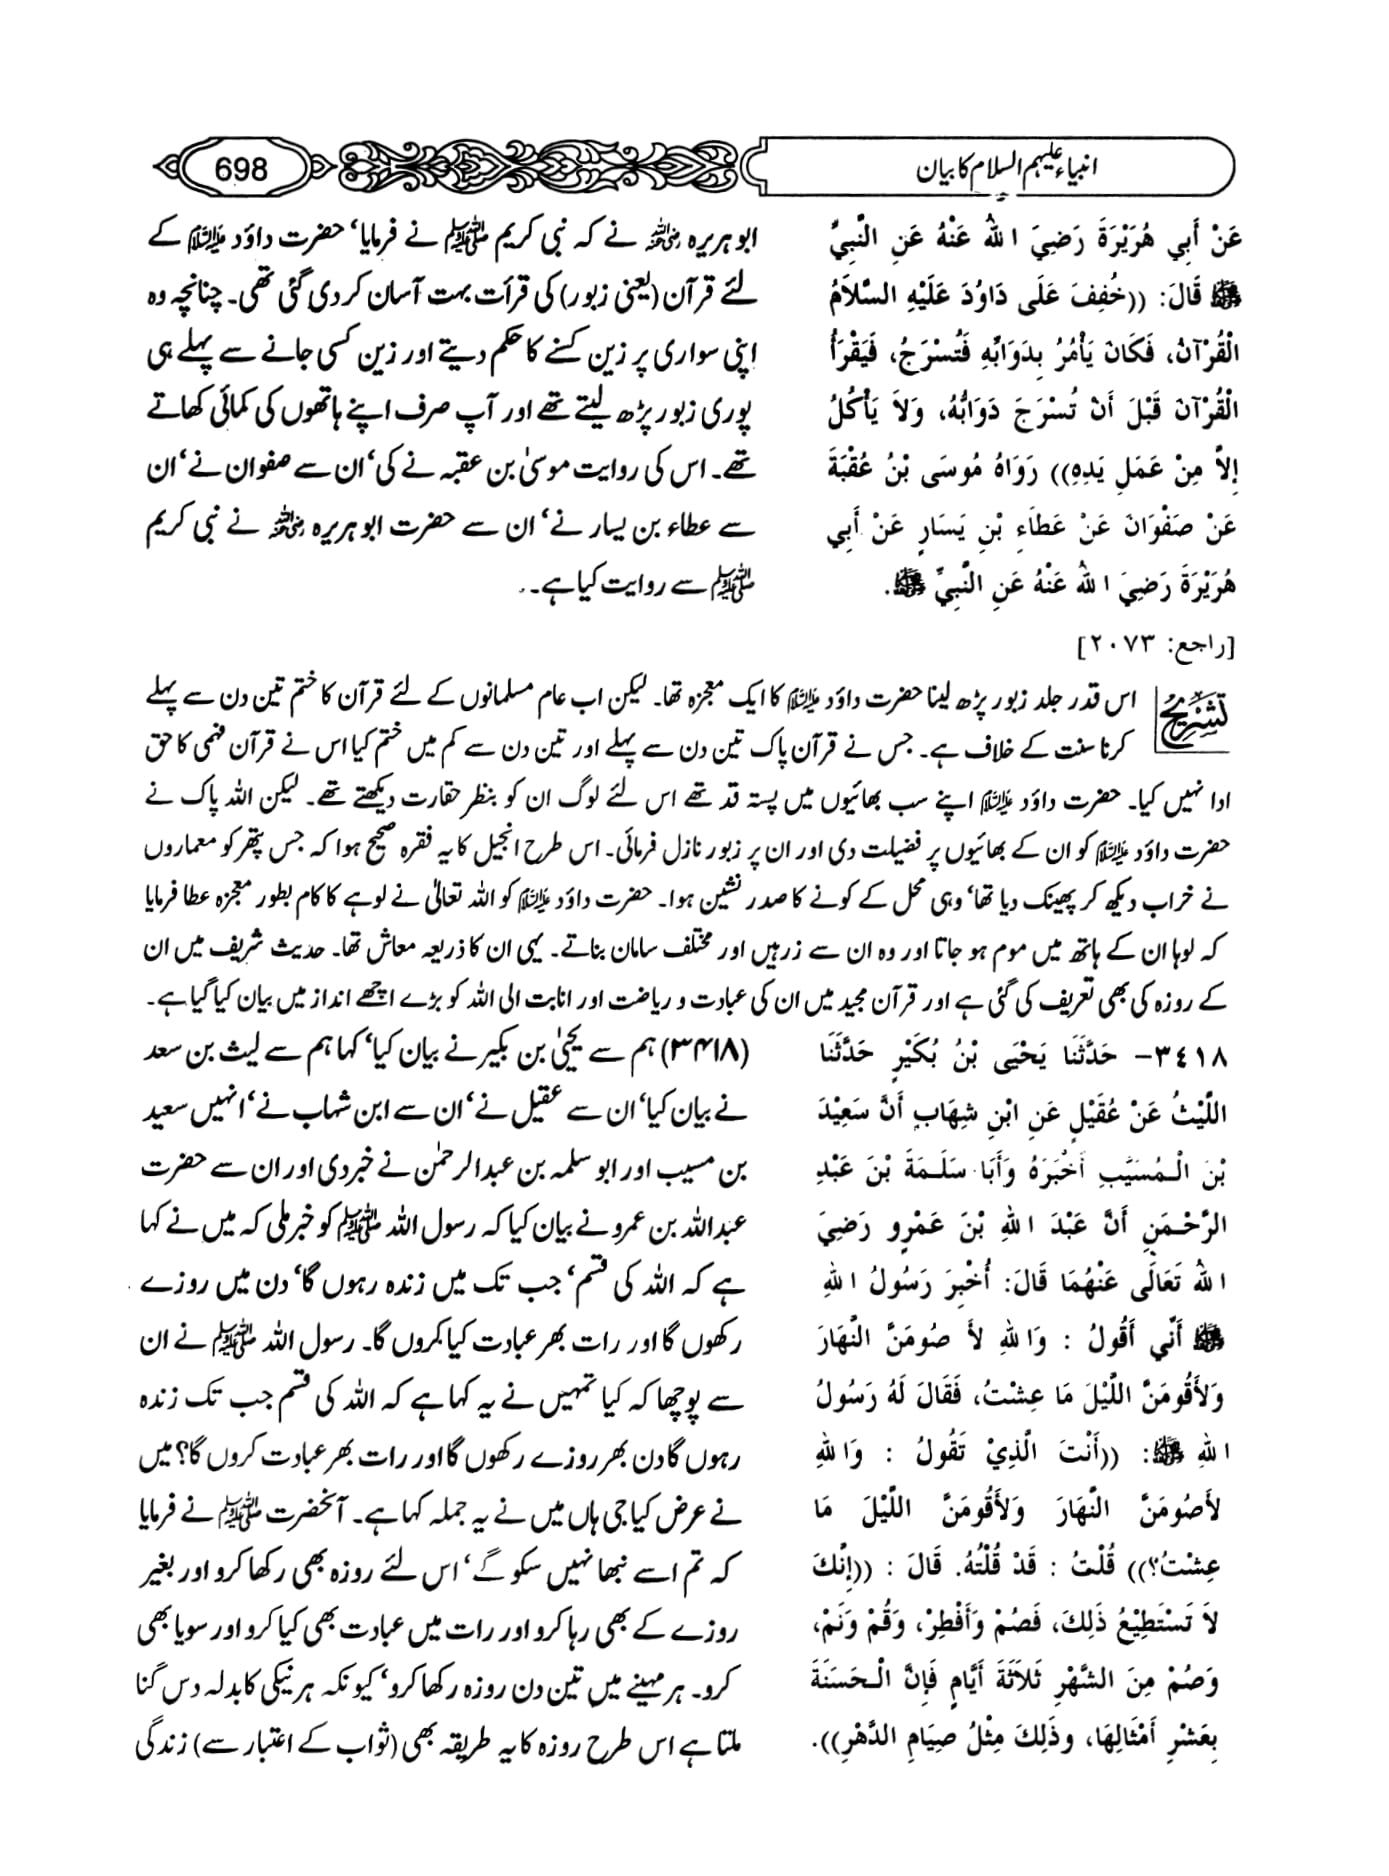 انبیاء علیہم السلام کا بیان
698
عَنْ أَبِي هُرَيْرَةَ رَضِيَ اللهُ عَنْهُ عَنِ النَّبِيِّ
ﷺ قَالَ: ((خُفِّفَ عَلَى دَاوُدَ عَلَيْهِ السَّلاَمُ
الْقُرْآنُ، فَكَانَ يَأْمُرُ بِدَوَابِّهِ فَتُسْرَجُ، فَيَقْرَأُ
الْقُرْآنَ قَبْلَ أَنْ تُسْرَجَ دَوَابُّهُ، وَلاَ يَأْكُلُ
إِلاَّ مِنْ عَمَلِ يَدِهِ)) رَوَاهُ مُوسَى بْنُ عُقْبَةَ
عَنْ صَفْوَانَ عَنْ عَطَاءِ بْنِ يَسَارٍ عَنْ أَبِي
هُرَيْرَةَ رَضِيَ اللهُ عَنْهُ عَنِ النَّبِيِّ ﷺ.
[راجع: ٢٠٧٣]
ابو ہریرہ رضی اللہ عنہ نے کہ نبی کریم ﷺ نے فرمایا‘ حضرت داؤد علیہ السلام کے
لئے قرآن (یعنی زبور) کی قرأت بہت آسان کر دی گئی تھی۔ چنانچہ وہ
اپنی سواری پر زین کسنے کا حکم دیتے اور زین کسی جانے سے پہلے ہی
پوری زبور پڑھ لیتے تھے اور آپ صرف اپنے ہاتھوں کی کمائی کھاتے
تھے۔ اس کی روایت موسیٰ بن عقبہ نے کی‘ ان سے صفوان نے‘ ان
سے عطاء بن یسار نے‘ ان سے حضرت ابو ہریرہ رضی اللہ عنہ نے نبی کریم
ﷺ سے روایت کیا ہے۔
تشریح اس قدر جلد زبور پڑھ لینا حضرت داؤد علیہ السلام کا ایک معجزہ تھا۔ لیکن اب عام مسلمانوں کے لئے قرآن کا ختم تین دن سے پہلے
کرنا سنت کے خلاف ہے۔ جس نے قرآن پاک تین دن سے پہلے اور تین دن سے کم میں ختم کیا اس نے قرآن فہمی کا حق
ادا نہیں کیا۔ حضرت داؤد علیہ السلام اپنے سب بھائیوں میں پستہ قد تھے اس لئے لوگ ان کو بنظر حقارت دیکھتے تھے۔ لیکن اللہ پاک نے
حضرت داؤد علیہ السلام کو ان کے بھائیوں پر فضیلت دی اور ان پر زبور نازل فرمائی۔ اس طرح انجیل کا یہ فقرہ صحیح ہوا کہ جس پتھر کو معماروں
نے خراب دیکھ کر پھینک دیا تھا‘ وہی محل کے کونے کا صدر نشین ہوا۔ حضرت داؤد علیہ السلام کو اللہ تعالیٰ نے لوہے کا کام بطور معجزہ عطا فرمایا
کہ لوہا ان کے ہاتھ میں موم ہو جاتا اور وہ ان سے زرہیں اور مختلف سامان بناتے۔ یہی ان کا ذریعہ معاش تھا۔ حدیث شریف میں ان
کے روزہ کی بھی تعریف کی گئی ہے اور قرآن مجید میں ان کی عبادت و ریاضت اور انابت الی اللہ کو بڑے اچھے انداز میں بیان کیا گیا ہے۔
٣٤١٨- حَدَّثَنَا يَحْيَى بْنُ بُكَيْرٍ حَدَّثَنَا
اللَّيْثُ عَنْ عُقَيْلٍ عَنِ ابْنِ شِهَابٍ أَنَّ سَعِيْدَ
بْنَ الْـمُسَيَّبِ أَخْبَرَهُ وَأَبَا سَلَـمَةَ بْنَ عَبْدِ
الرَّحْـمَنِ أَنَّ عَبْدَ اللهِ بْنَ عَمْرٍو رَضِيَ
اللهُ تَعَالَى عَنْهُمَا قَالَ: أُخْبِرَ رَسُولُ اللهِ
ﷺ أَنِّي أَقُولُ : وَاللهِ لأَ صُومَنَّ النَّهَارَ
وَلأَقُومَنَّ اللَّيْلَ مَا عِشْتُ، فَقَالَ لَهُ رَسُولُ
اللهِ ﷺ: ((أَنْتَ الَّذِيْ تَقُولُ : وَاللهِ
لأَصُومَنَّ النَّهَارَ وَلأَقُومَنَّ اللَّيْلَ مَا
عِشْتُ؟)) قُلْتُ : قَدْ قُلْتُهُ. قَالَ : ((إِنَّكَ
لاَ تَسْتَطِيْعُ ذَلِكَ، فَصُمْ وَأَفْطِرْ، وَقُمْ وَنَمْ،
وَصُمْ مِنَ الشَّهْرِ ثَلاَثَةَ أَيَّامٍ فَإِنَّ الْـحَسَنَةَ
بِعَشْرِ أَمْثَالِهَا، وذَلِكَ مِثْلُ صِيَامِ الدَّهْرِ)).
(۳۴۱۸) ہم سے یحییٰ بن بکیر نے بیان کیا‘ کہا ہم سے لیث بن سعد
نے بیان کیا‘ ان سے عقیل نے‘ ان سے ابن شہاب نے‘ انہیں سعید
بن مسیب اور ابو سلمہ بن عبدالرحمٰن نے خبر دی اور ان سے حضرت
عبداللہ بن عمرو نے بیان کیا کہ رسول اللہ ﷺ کو خبر ملی کہ میں نے کہا
ہے کہ اللہ کی قسم‘ جب تک میں زندہ رہوں گا‘ دن میں روزے
رکھوں گا اور رات بھر عبادت کیا کروں گا۔ رسول اللہ ﷺ نے ان
سے پوچھا کہ کیا تمہیں نے یہ کہا ہے کہ اللہ کی قسم جب تک زندہ
رہوں گا دن بھر روزے رکھوں گا اور رات بھر عبادت کروں گا؟ میں
نے عرض کیا جی ہاں میں نے یہ جملہ کہا ہے۔ آنحضرت ﷺ نے فرمایا
کہ تم اسے نبھا نہیں سکو گے‘ اس لئے روزہ بھی رکھا کرو اور بغیر
روزے کے بھی رہا کرو اور رات میں عبادت بھی کیا کرو اور سویا بھی
کرو۔ ہر مہینے میں تین دن روزہ رکھا کرو‘ کیونکہ ہر نیکی کا بدلہ دس گنا
ملتا ہے اس طرح روزہ کا یہ طریقہ بھی (ثواب کے اعتبار سے) زندگی